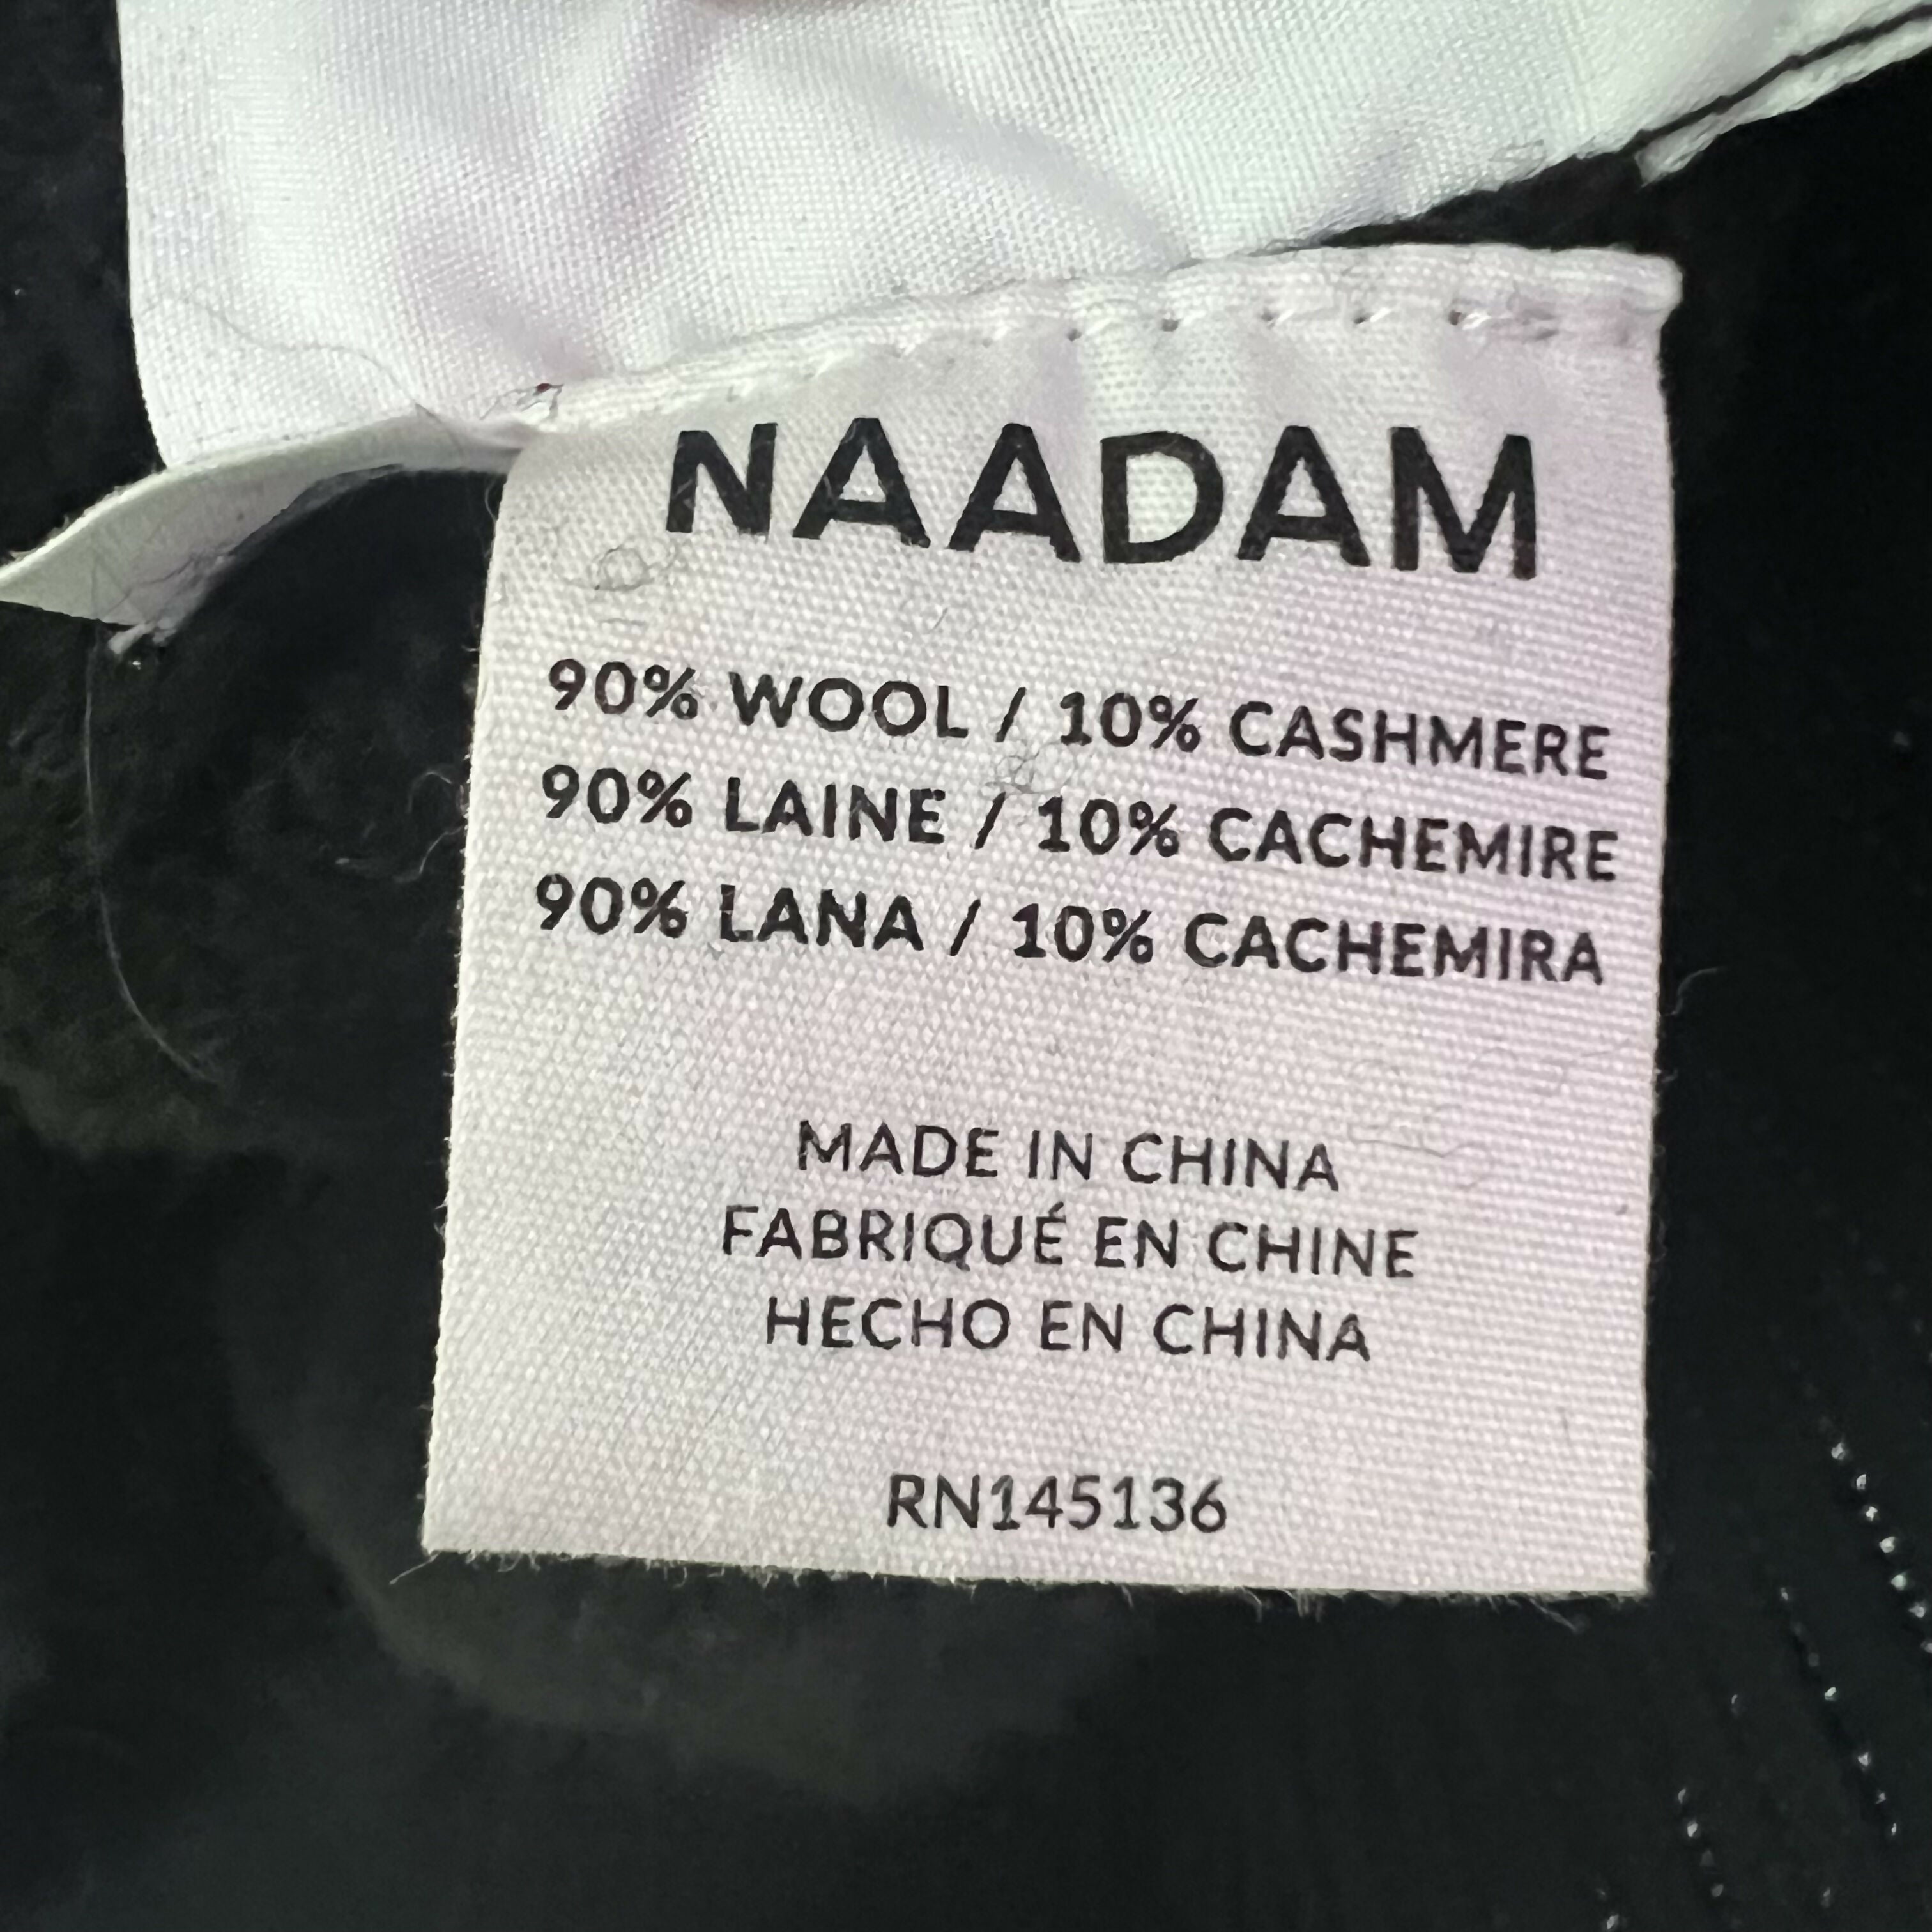 NAADAM
90% WOOL / 10% CASHMERE
90% LAINE / 10% CACHEMIRE
90% LANA / 10% CACHEMIRA
MADE IN CHINA
FABRIQUÉ EN CHINE
HECHO EN CHINA
RN145136